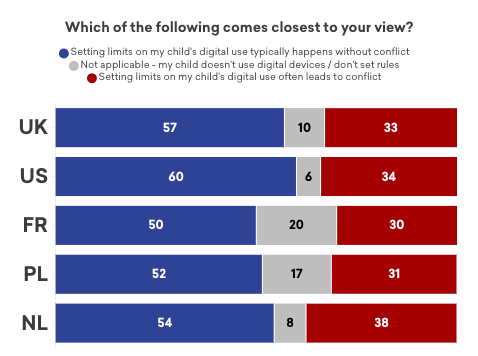 Which of the following comes closest to your view?
Setting limits on my child's digital use typically happens without conflict
Not applicable - my child doesn't use digital devices / don't set rules
Setting limits on my child's digital use often leads to conflict
UK 57 10 33
US 60 6 34
FR 50 20 30
PL 52 17 31
NL 54 8 38